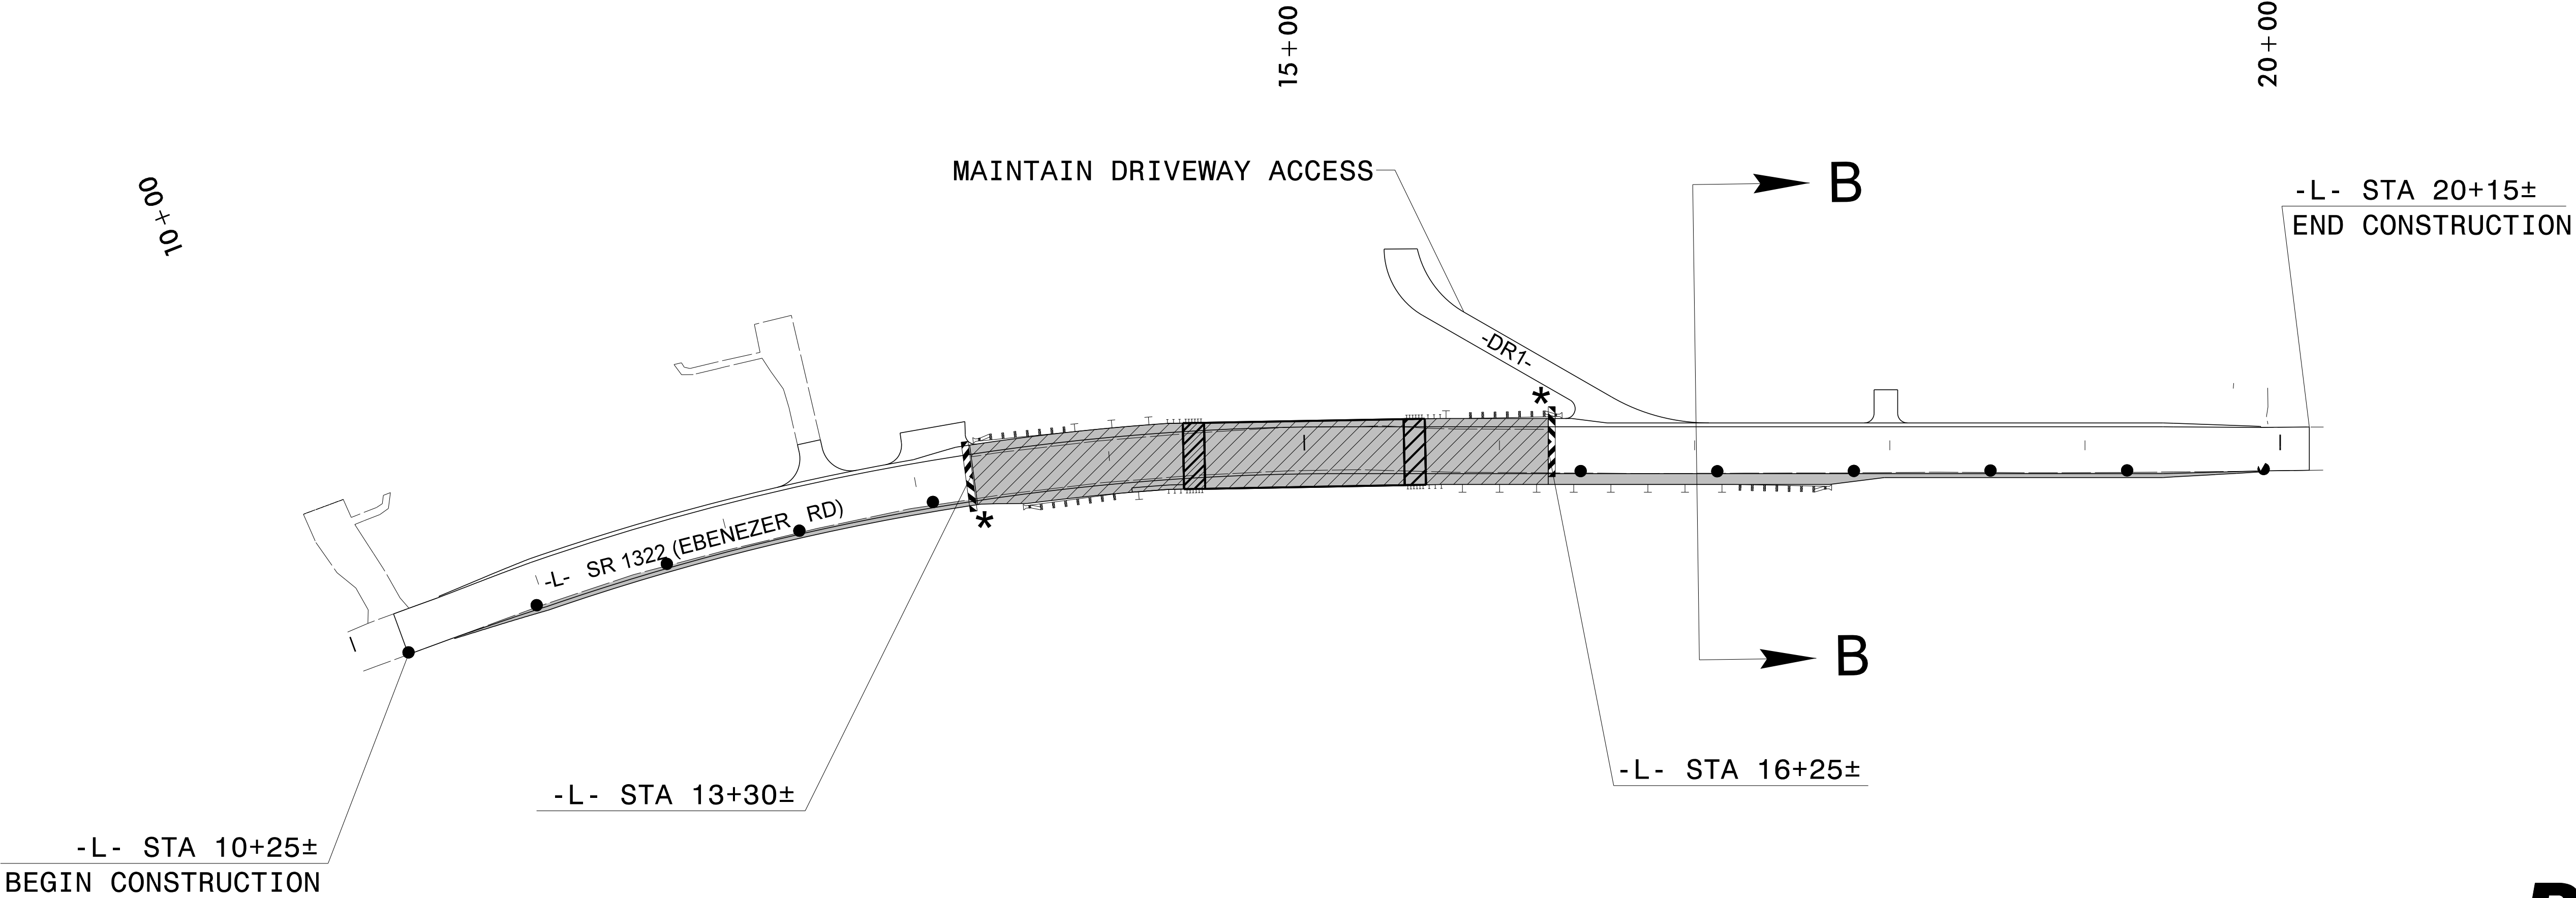 15+00
20+00
10+00
MAINTAIN DRIVEWAY ACCESS
B
-L- STA 20+15±
END CONSTRUCTION
-DR1-
*
-L- SR 1322 (EBENEZER RD)
*
B
-L- STA 16+25±
-L- STA 13+30±
-L- STA 10+25±
BEGIN CONSTRUCTION